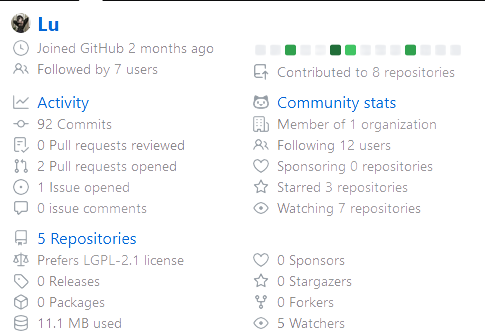 Lu
Joined GitHub 2 months ago
Followed by 7 users
Contributed to 8 repositories
Activity
92 Commits
0 Pull requests reviewed
2 Pull requests opened
1 Issue opened
0 issue comments
Community stats
Member of 1 organization
Following 12 users
Sponsoring 0 repositories
Starred 3 repositories
Watching 7 repositories
5 Repositories
Prefers LGPL-2.1 license
0 Releases
0 Packages
11.1 MB used
0 Sponsors
0 Stargazers
0 Forkers
5 Watchers